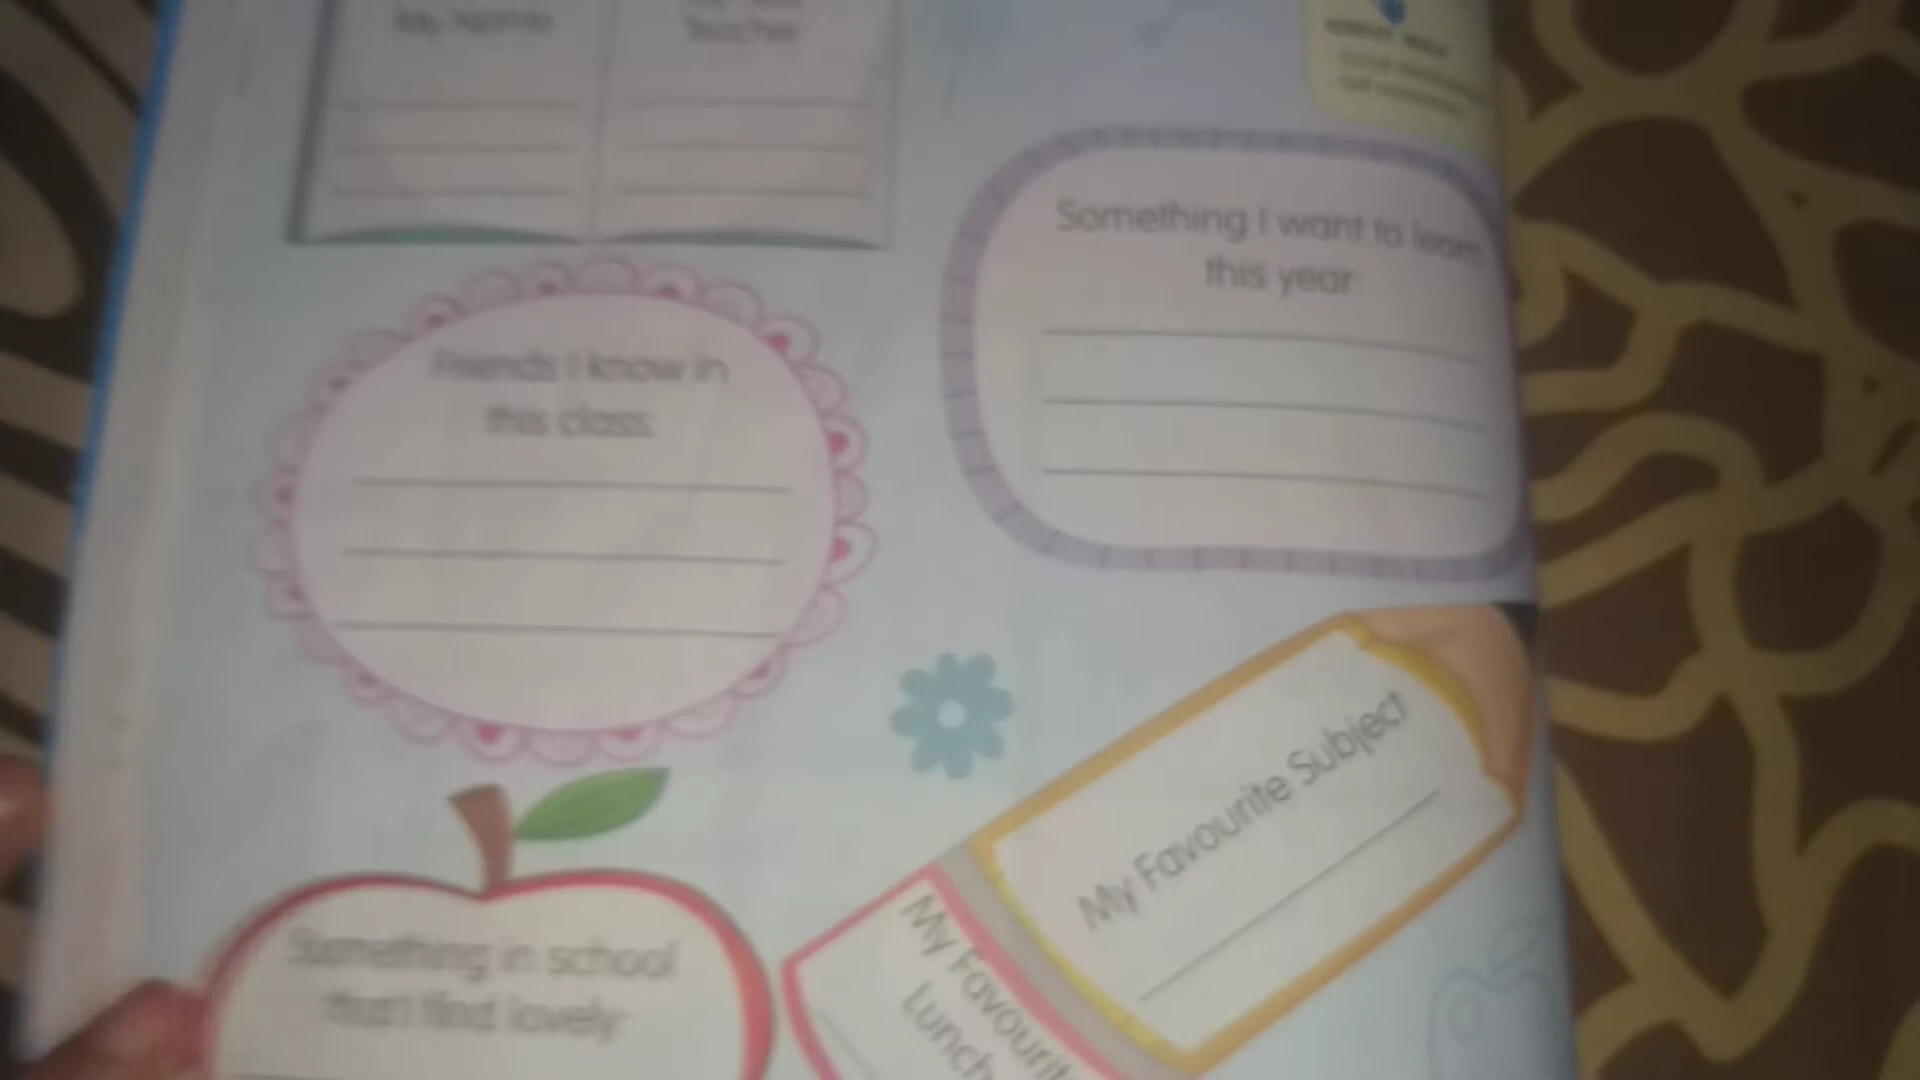 My Name
Teacher
Something I want to learn
this year
Friends I know in
this class:
My Favourite Subject
Something in school
that I find lovely
My Favourite
Lunch